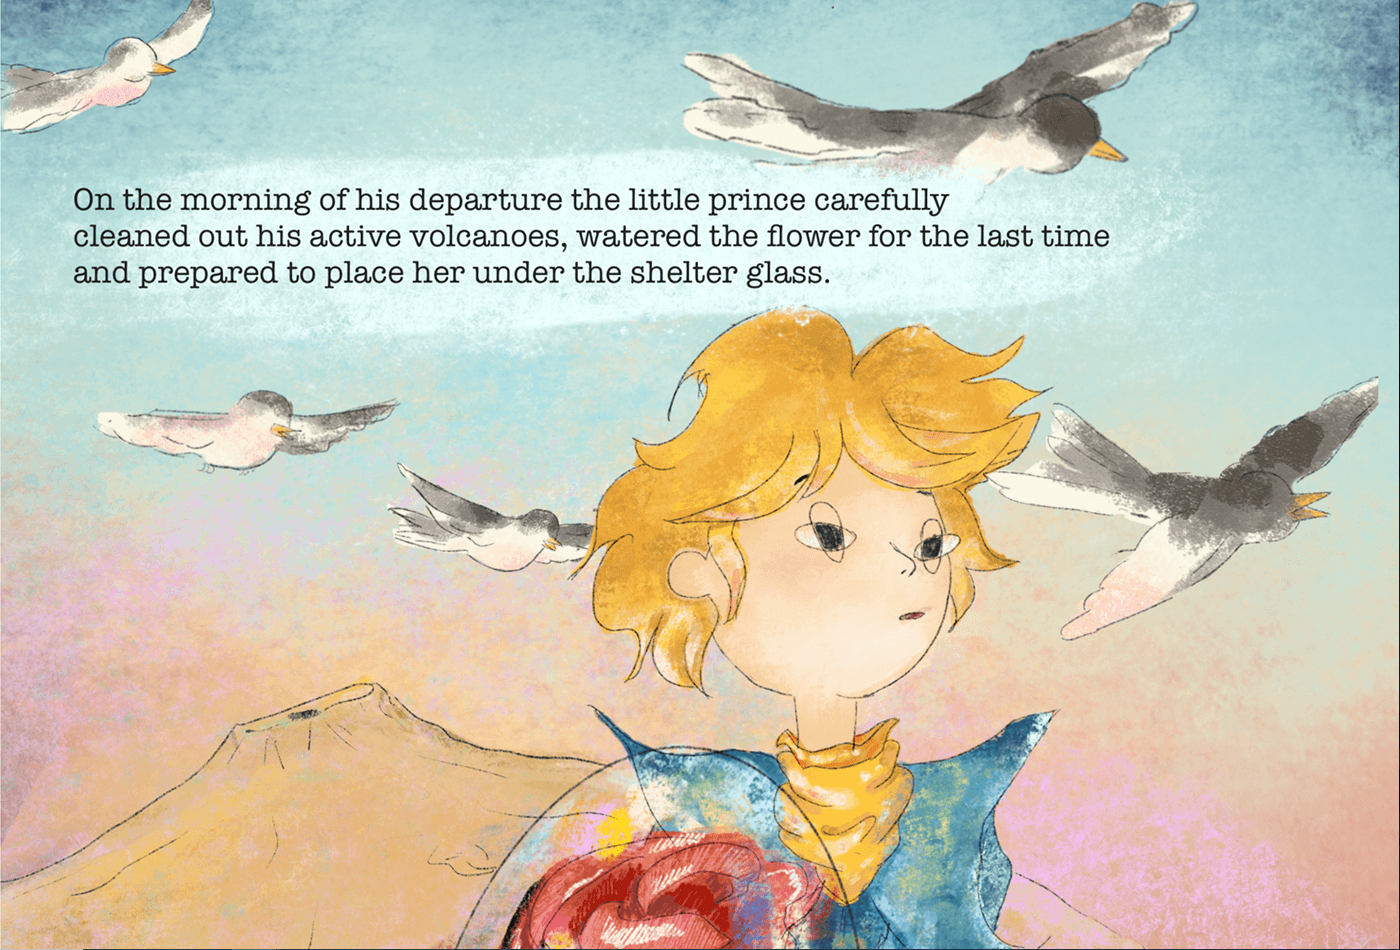 On the morning of his departure the little prince carefully
cleaned out his active volcanoes, watered the flower for the last time
and prepared to place her under the shelter glass.